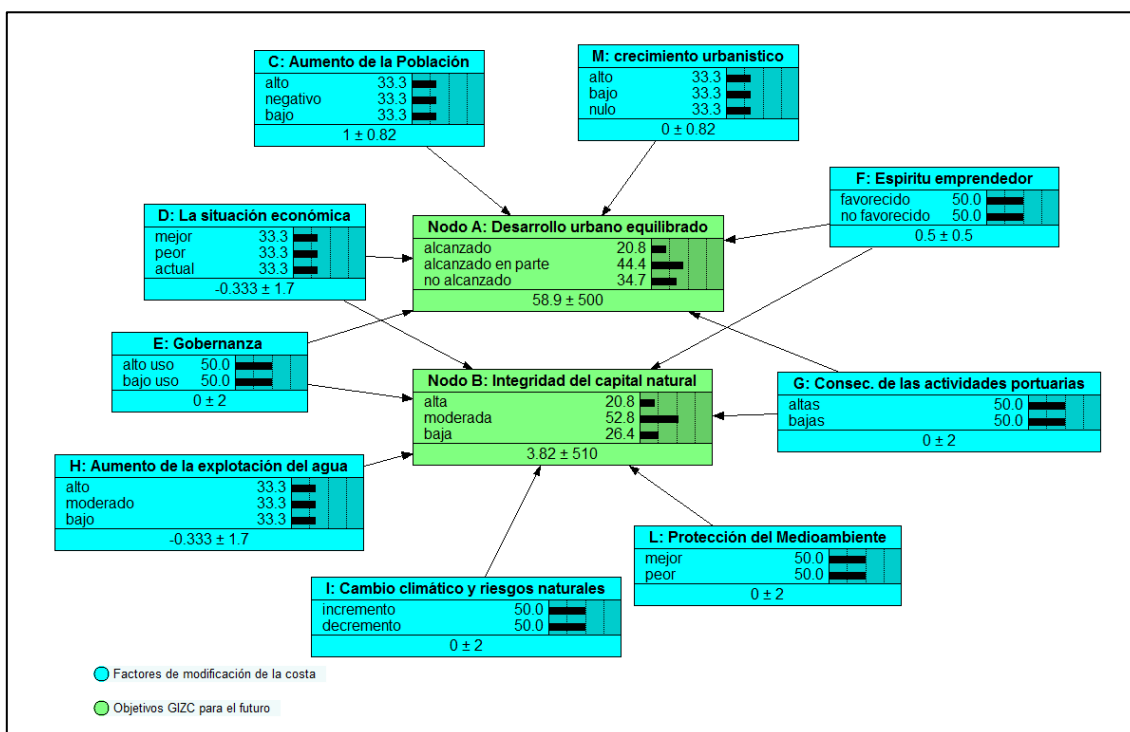 C: Aumento de la Población
alto 33.3
negativo 33.3
bajo 33.3
1 ± 0.82
M: crecimiento urbanistico
alto 33.3
bajo 33.3
nulo 33.3
0 ± 0.82
F: Espiritu emprendedor
favorecido 50.0
no favorecido 50.0
0.5 ± 0.5
D: La situación económica
mejor 33.3
peor 33.3
actual 33.3
-0.333 ± 1.7
Nodo A: Desarrollo urbano equilibrado
alcanzado 20.8
alcanzado en parte 44.4
no alcanzado 34.7
58.9 ± 500
E: Gobernanza
alto uso 50.0
bajo uso 50.0
0 ± 2
Nodo B: Integridad del capital natural
alta 20.8
moderada 52.8
baja 26.4
3.82 ± 510
G: Consec. de las actividades portuarias
altas 50.0
bajas 50.0
0 ± 2
H: Aumento de la explotación del agua
alto 33.3
moderado 33.3
bajo 33.3
-0.333 ± 1.7
L: Protección del Medioambiente
mejor 50.0
peor 50.0
0 ± 2
I: Cambio climático y riesgos naturales
incremento 50.0
decremento 50.0
0 ± 2
Factores de modificación de la costa
Objetivos GIZC para el futuro